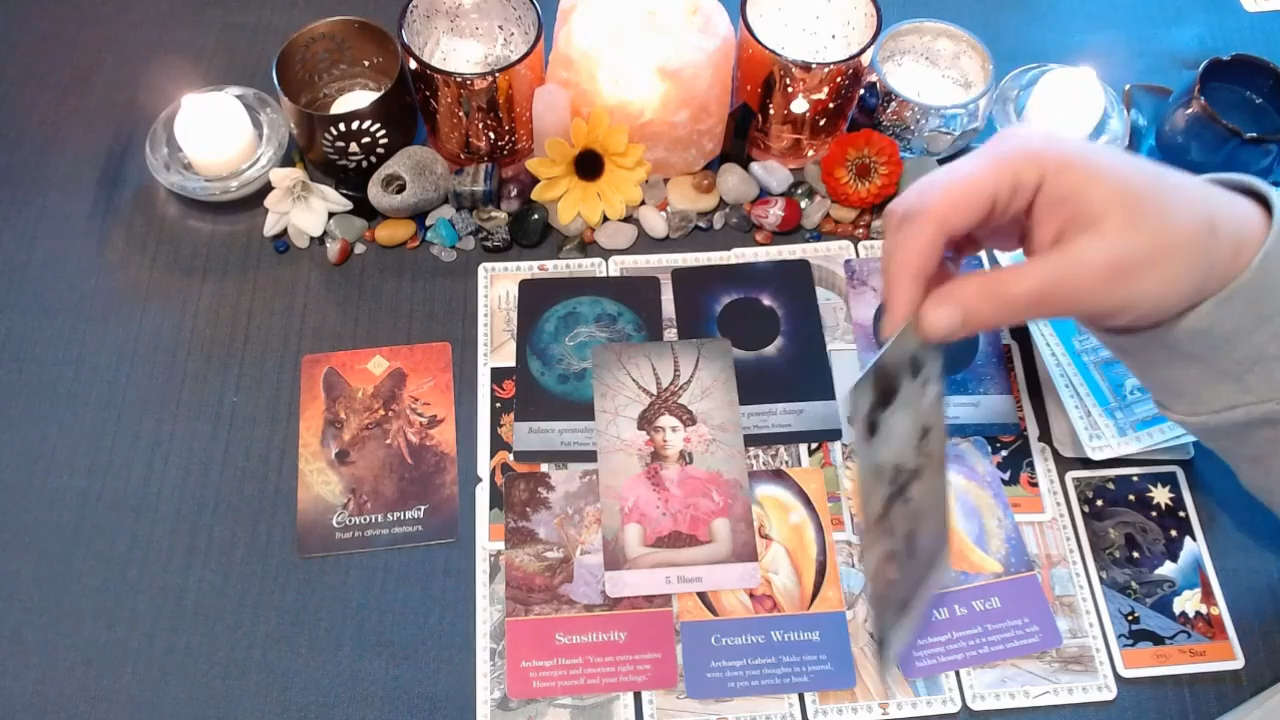 Balance spirituality
Full Moon in
powerful change
New Moon Eclipse
COYOTE SPIRIT
Trust in divine detours.
5. Bloom
Sensitivity
Archangel Haniel: "You are extra-sensitive
to energies and emotions right now.
Honor yourself and your feelings."
Creative Writing
Archangel Gabriel: "Make time to
write down your thoughts in a journal,
or pen an article or book."
All Is Well
Archangel Jeremiel: "Everything is
happening exactly as it is supposed to, with
hidden blessings you will soon understand."
The Star